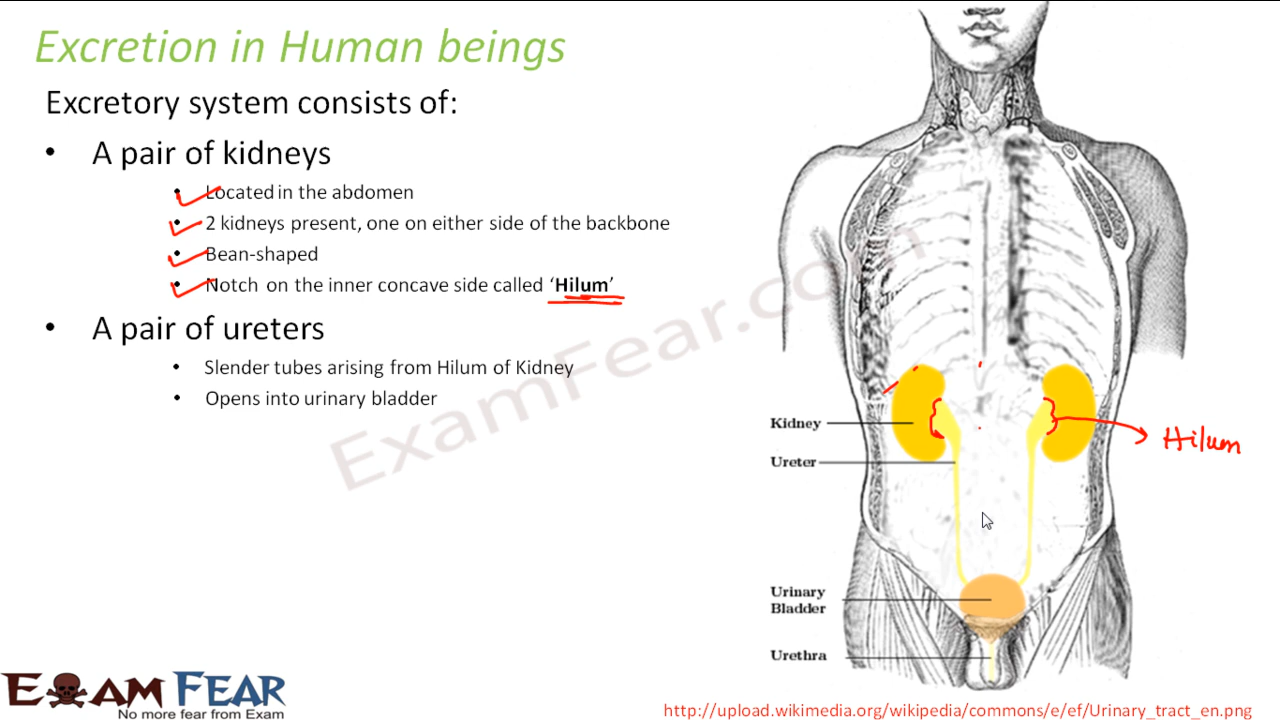 Excretion in Human beings
Excretory system consists of:
• A pair of kidneys
• Located in the abdomen
• 2 kidneys present, one on either side of the backbone
• Bean-shaped
• Notch on the inner concave side called ‘Hilum’
• A pair of ureters
• Slender tubes arising from Hilum of Kidney
• Opens into urinary bladder
ExamFear.com
Kidney
Hilum
Ureter
Urinary
Bladder
Urethra
EXAM FEAR
No more fear from Exam
http://upload.wikimedia.org/wikipedia/commons/e/ef/Urinary_tract_en.png